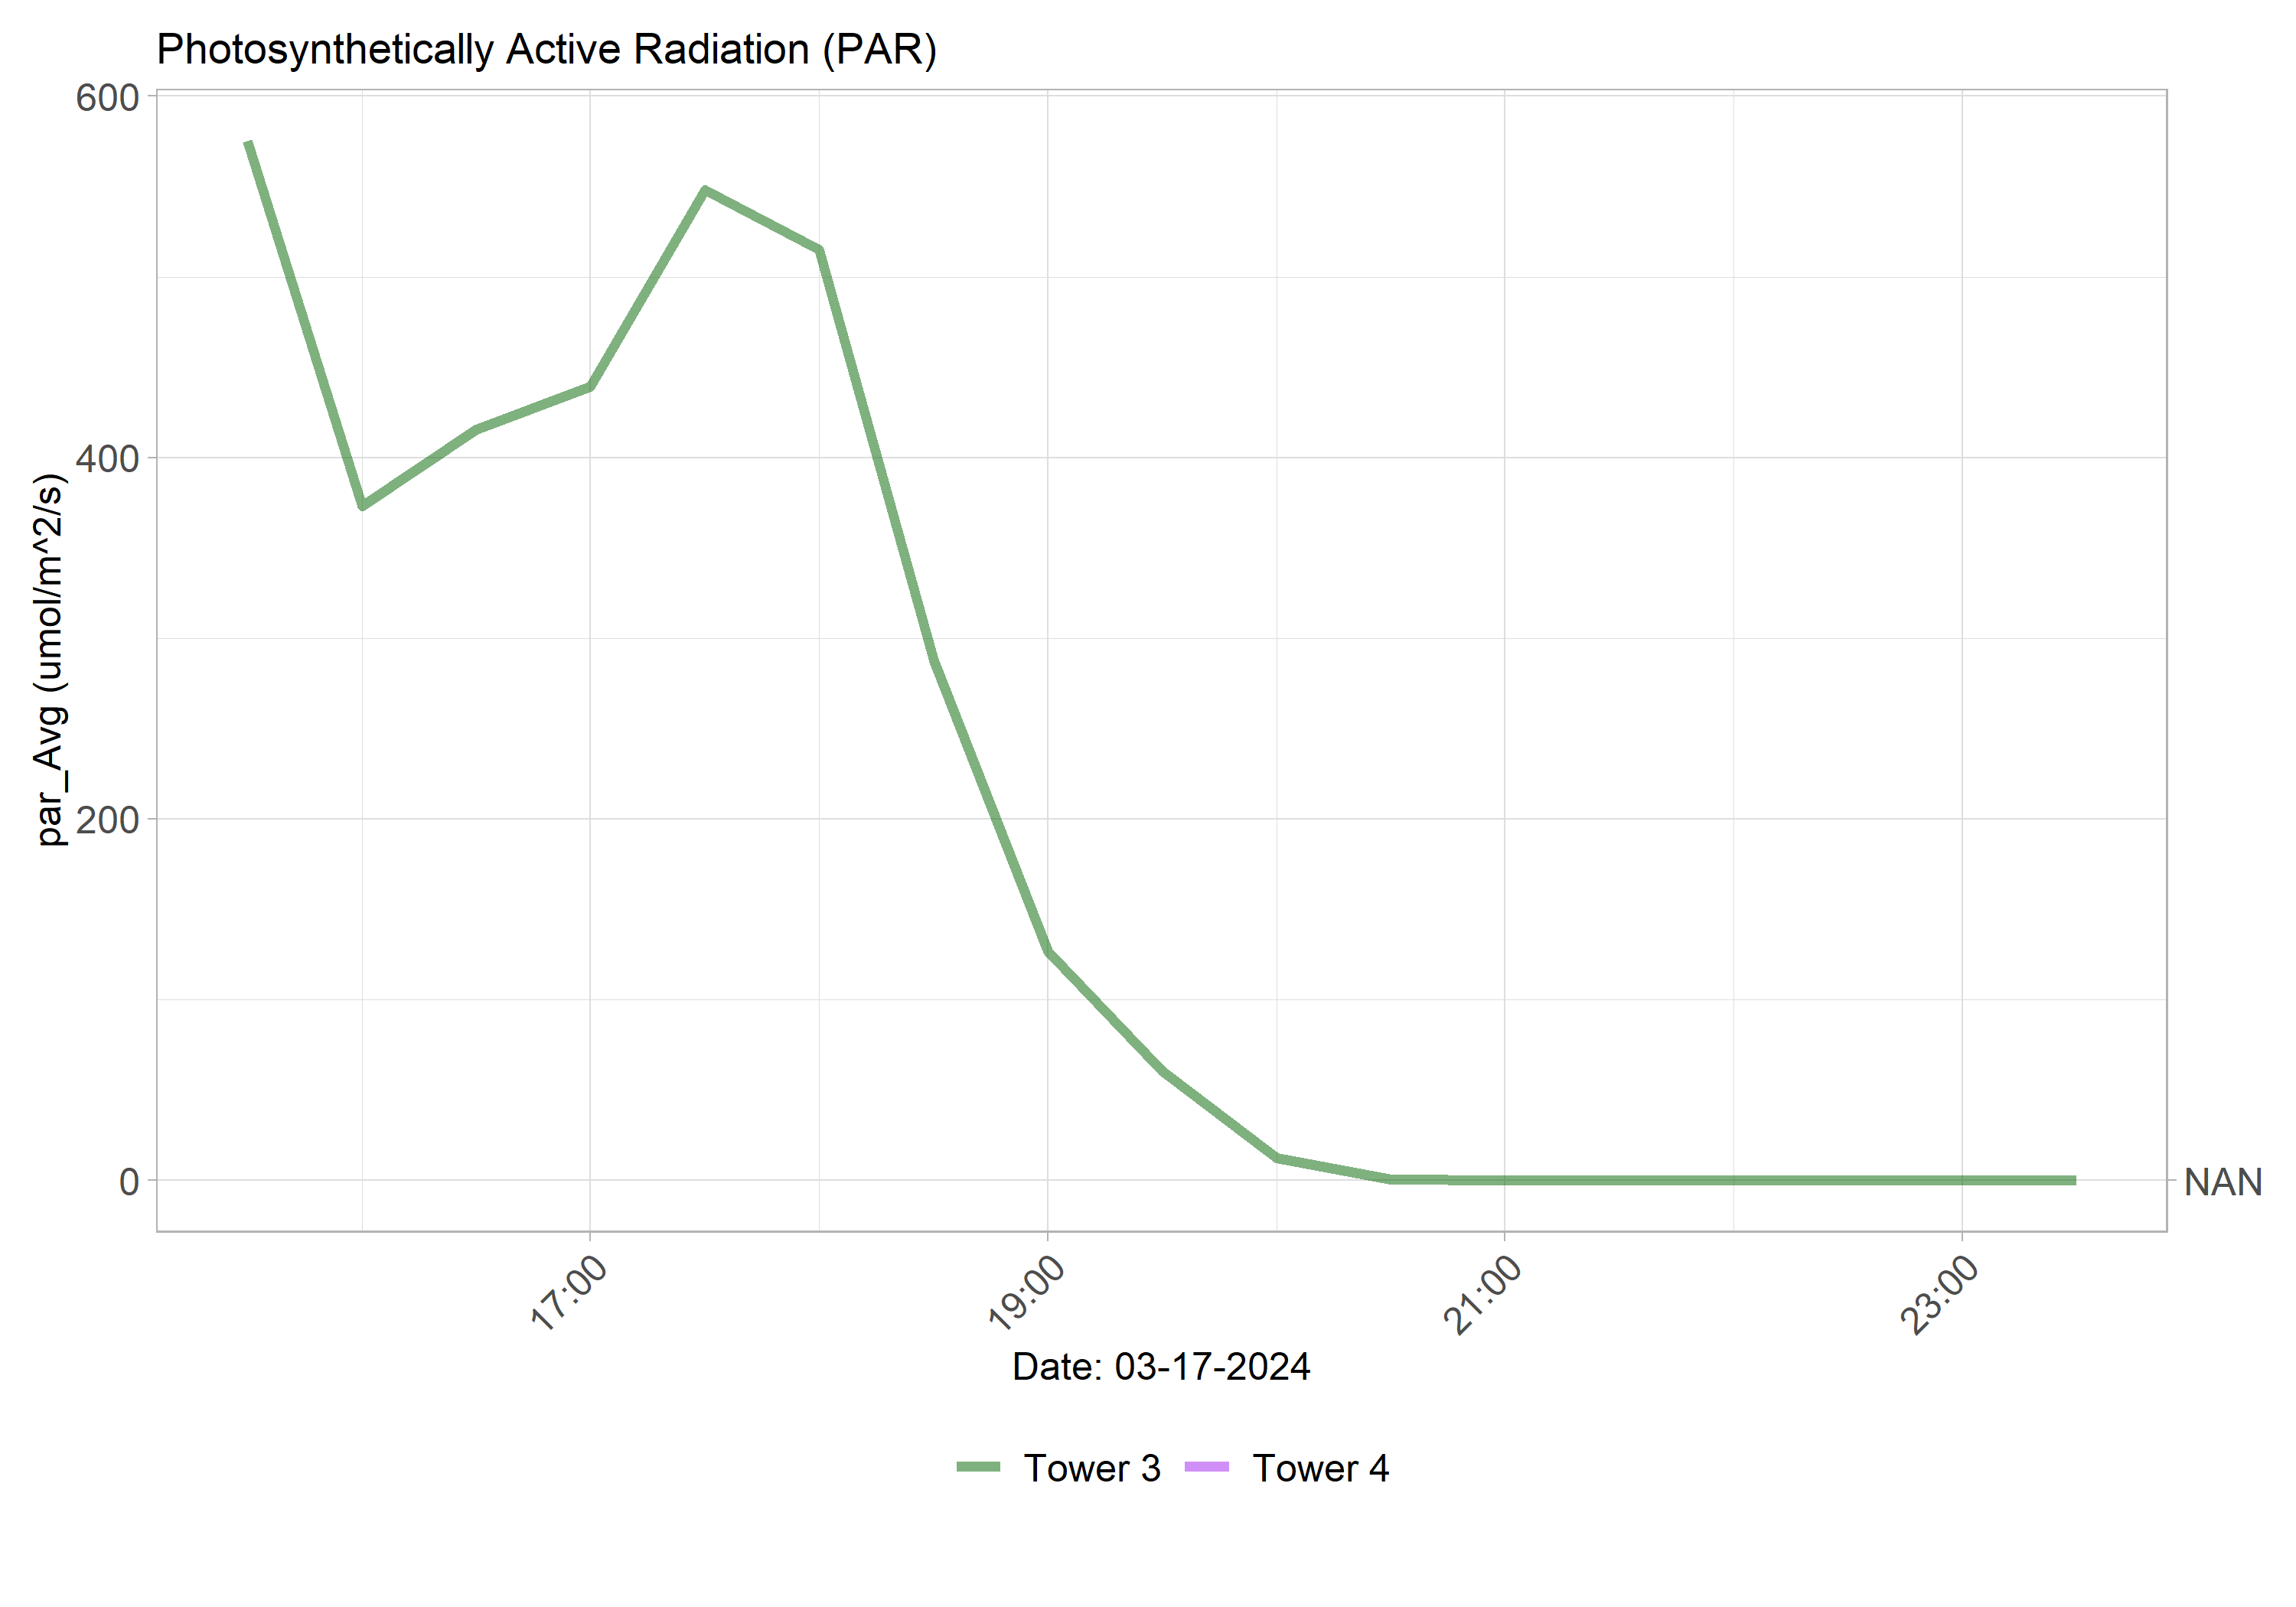 Photosynthetically Active Radiation (PAR)
600
400
200
0
par_Avg (umol/m^2/s)
NAN
17:00
19:00
21:00
23:00
Date: 03-17-2024
Tower 3
Tower 4